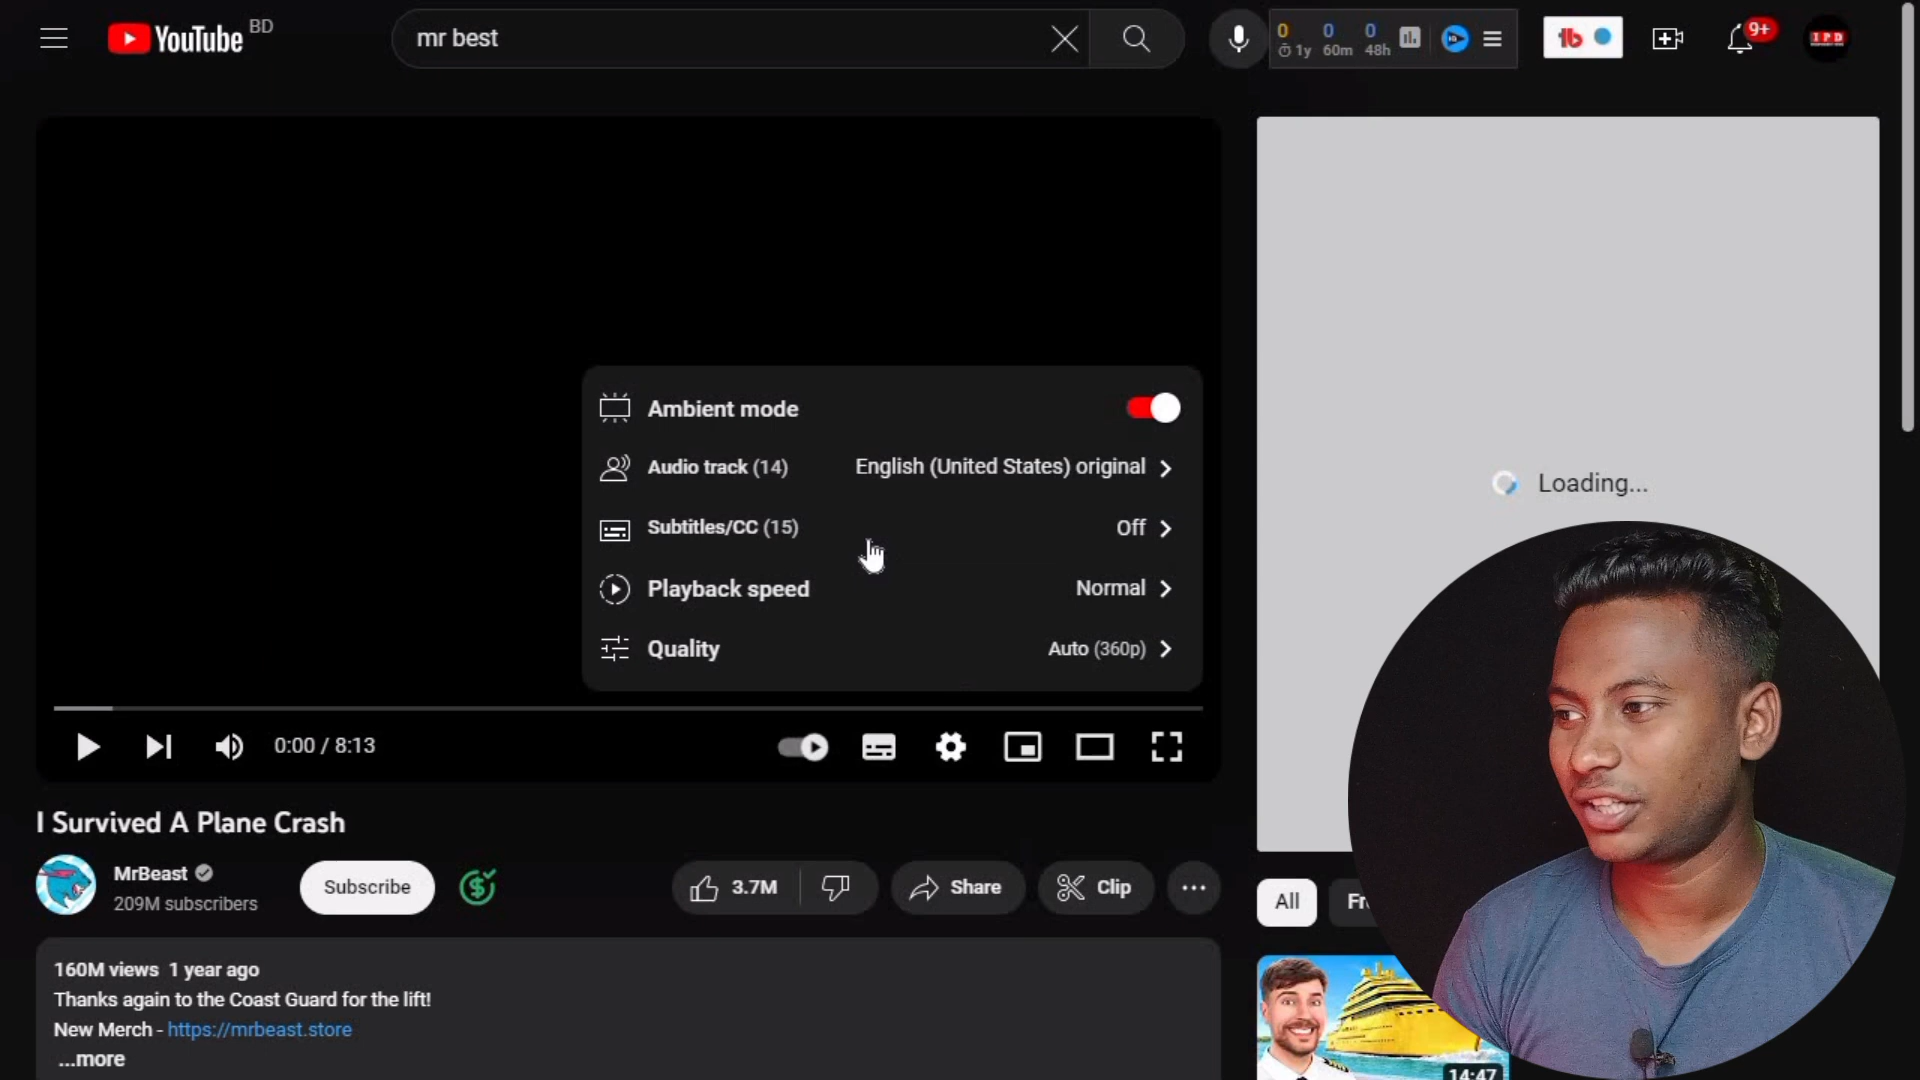 YouTube BD
mr best
0 0 0
1y 60m 48h
tb
9+
IPD
Ambient mode
Audio track (14) English (United States) original
Subtitles/CC (15) Off
Playback speed Normal
Quality Auto (360p)
Loading...
0:00 / 8:13
I Survived A Plane Crash
MrBeast
209M subscribers
Subscribe
3.7M
Share
Clip
All
160M views 1 year ago
Thanks again to the Coast Guard for the lift!
New Merch - https://mrbeast.store
...more
14:47